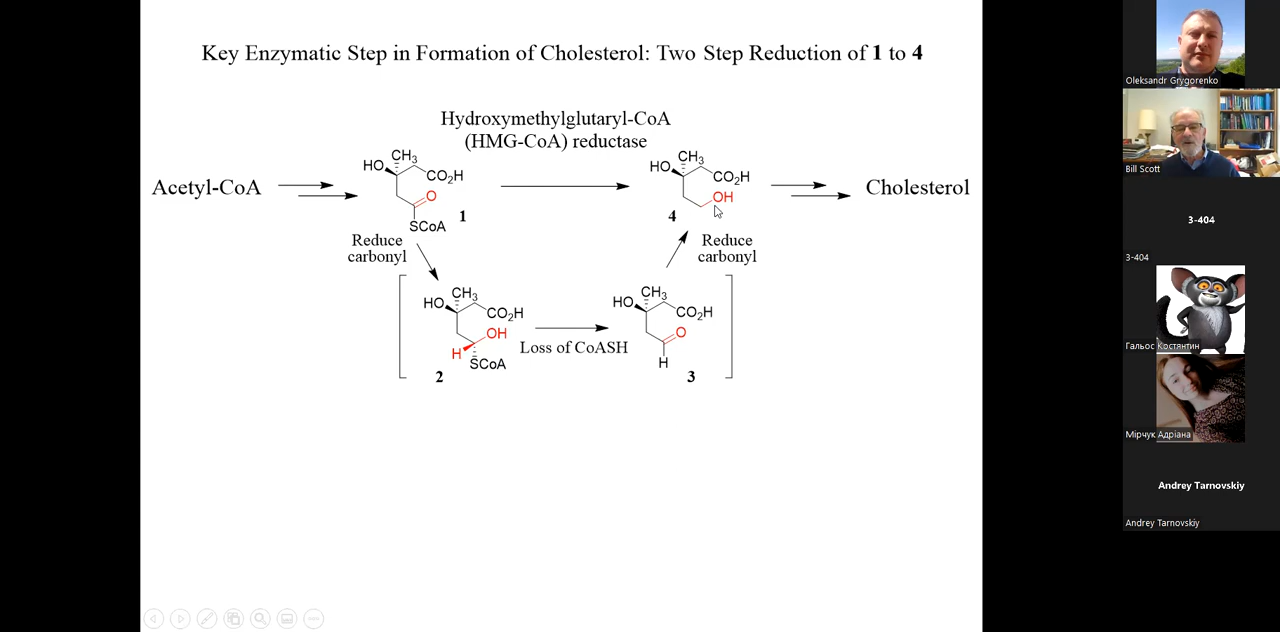 Key Enzymatic Step in Formation of Cholesterol: Two Step Reduction of 1 to 4
Hydroxymethylglutaryl-CoA
(HMG-CoA) reductase
Acetyl-CoA
HO
CH3
CO2H
O
SCoA
1
HO
CH3
CO2H
OH
4
Cholesterol
Reduce
carbonyl
Reduce
carbonyl
HO
CH3
CO2H
OH
H
SCoA
2
Loss of CoASH
HO
CH3
CO2H
O
H
3
Oleksandr Grygorenko
Bill Scott
3-404
3-404
Гальос Костянтин
Мірчук Адріана
Andrey Tarnovskiy
Andrey Tarnovskiy